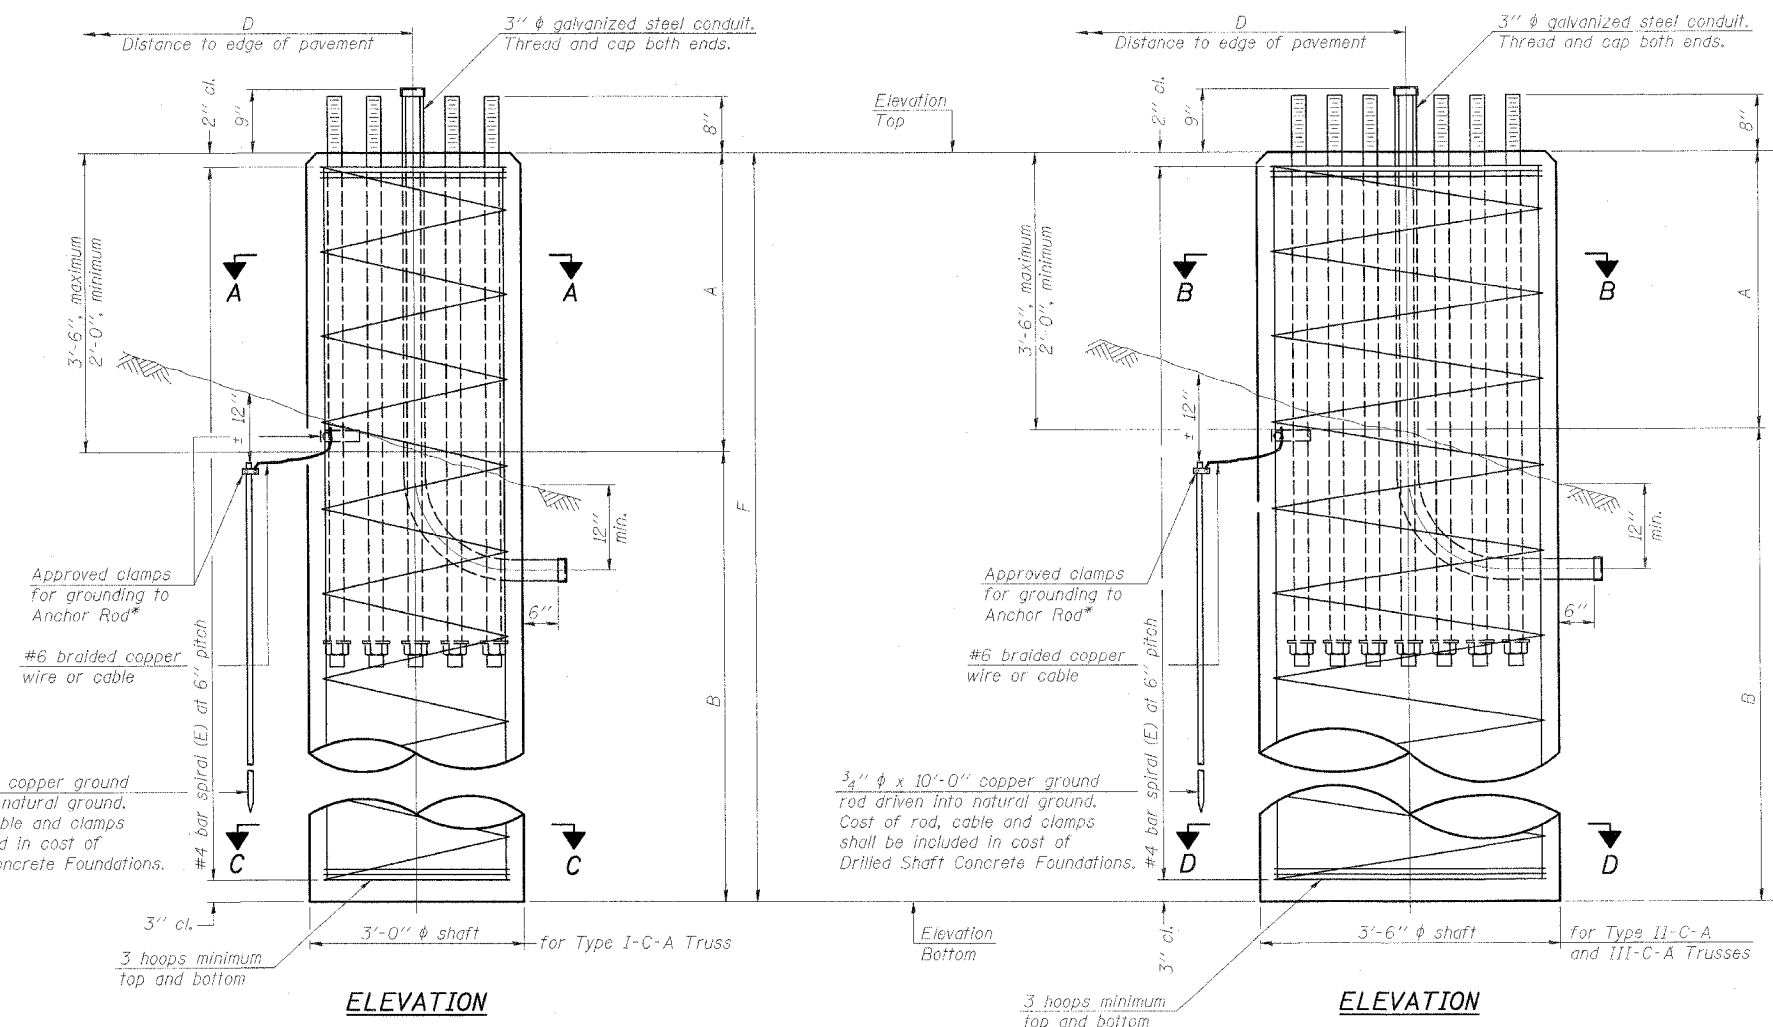 D
Distance to edge of pavement
3" ϕ galvanized steel conduit.
Thread and cap both ends.
2" cl.
9"
8"
3'-6", maximum
2'-0", minimum
A
A
A
± 12"
F
12"
min.
Approved clamps
for grounding to
Anchor Rod*
6"
#6 braided copper
wire or cable
#4 bar spiral (E) at 6" pitch
B
copper ground
natural ground.
and clamps
in cost of
Foundations.
C
C
3" cl.
3'-0" ϕ shaft
for Type I-C-A Truss
3 hoops minimum
top and bottom
ELEVATION
Elevation
Top
Elevation
Bottom
D
Distance to edge of pavement
3" ϕ galvanized steel conduit.
Thread and cap both ends.
2" cl.
9"
8"
3'-6", maximum
2'-0", minimum
B
B
A
± 12"
12"
min.
Approved clamps
for grounding to
Anchor Rod*
6"
#6 braided copper
wire or cable
#4 bar spiral (E) at 6" pitch
B
3/4" ϕ x 10'-0" copper ground
rod driven into natural ground.
Cost of rod, cable and clamps
shall be included in cost of
Drilled Shaft Concrete Foundations.
D
D
3" cl.
3'-6" ϕ shaft
for Type II-C-A
and III-C-A Trusses
3 hoops minimum
top and bottom
ELEVATION